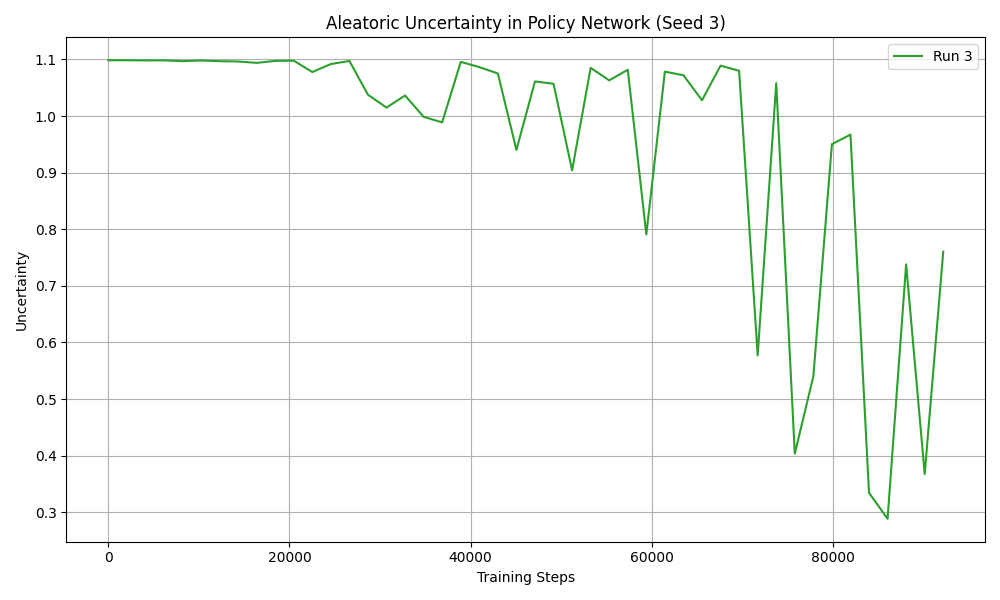 Aleatoric Uncertainty in Policy Network (Seed 3)
Run 3
Uncertainty
1.1
1.0
0.9
0.8
0.7
0.6
0.5
0.4
0.3
0 20000 40000 60000 80000
Training Steps